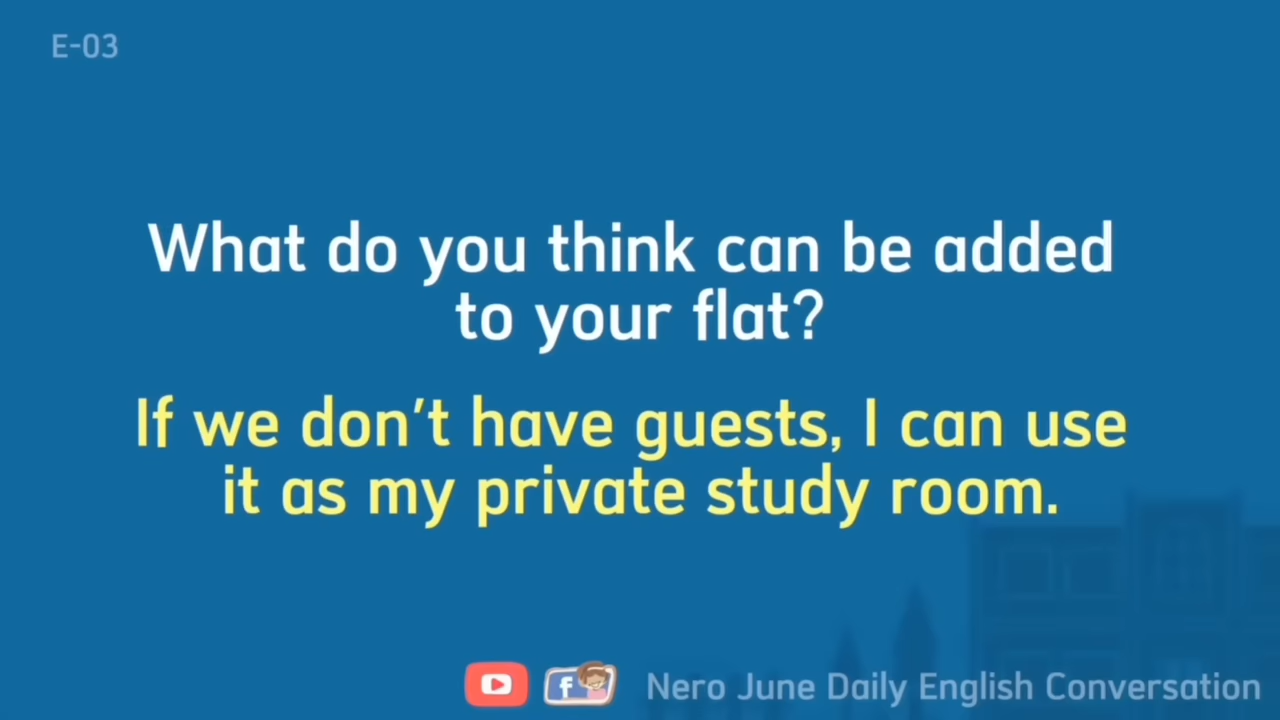 E-03
What do you think can be added
to your flat?
If we don't have guests, I can use
it as my private study room.
f
Nero June Daily English Conversation